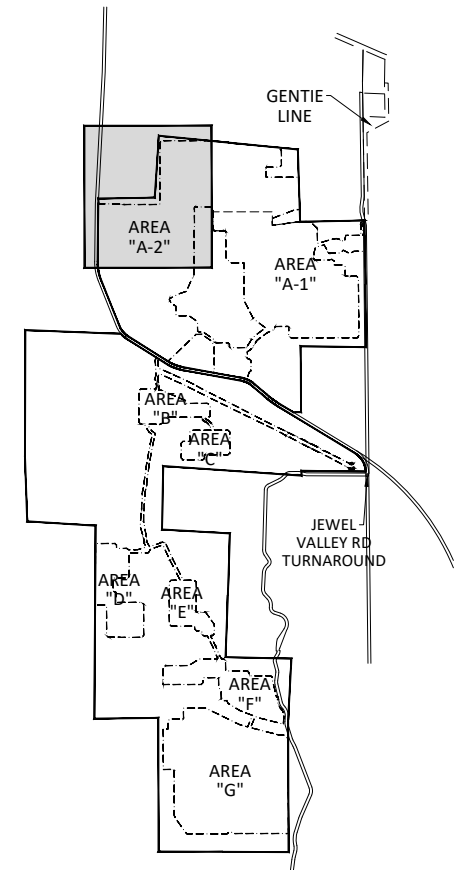 GENTIE
LINE
AREA
"A-2"
AREA
"A-1"
AREA
"B"
AREA
"C"
AREA
"D"
AREA
"E"
JEWEL
VALLEY RD
TURNAROUND
AREA
"F"
AREA
"G"